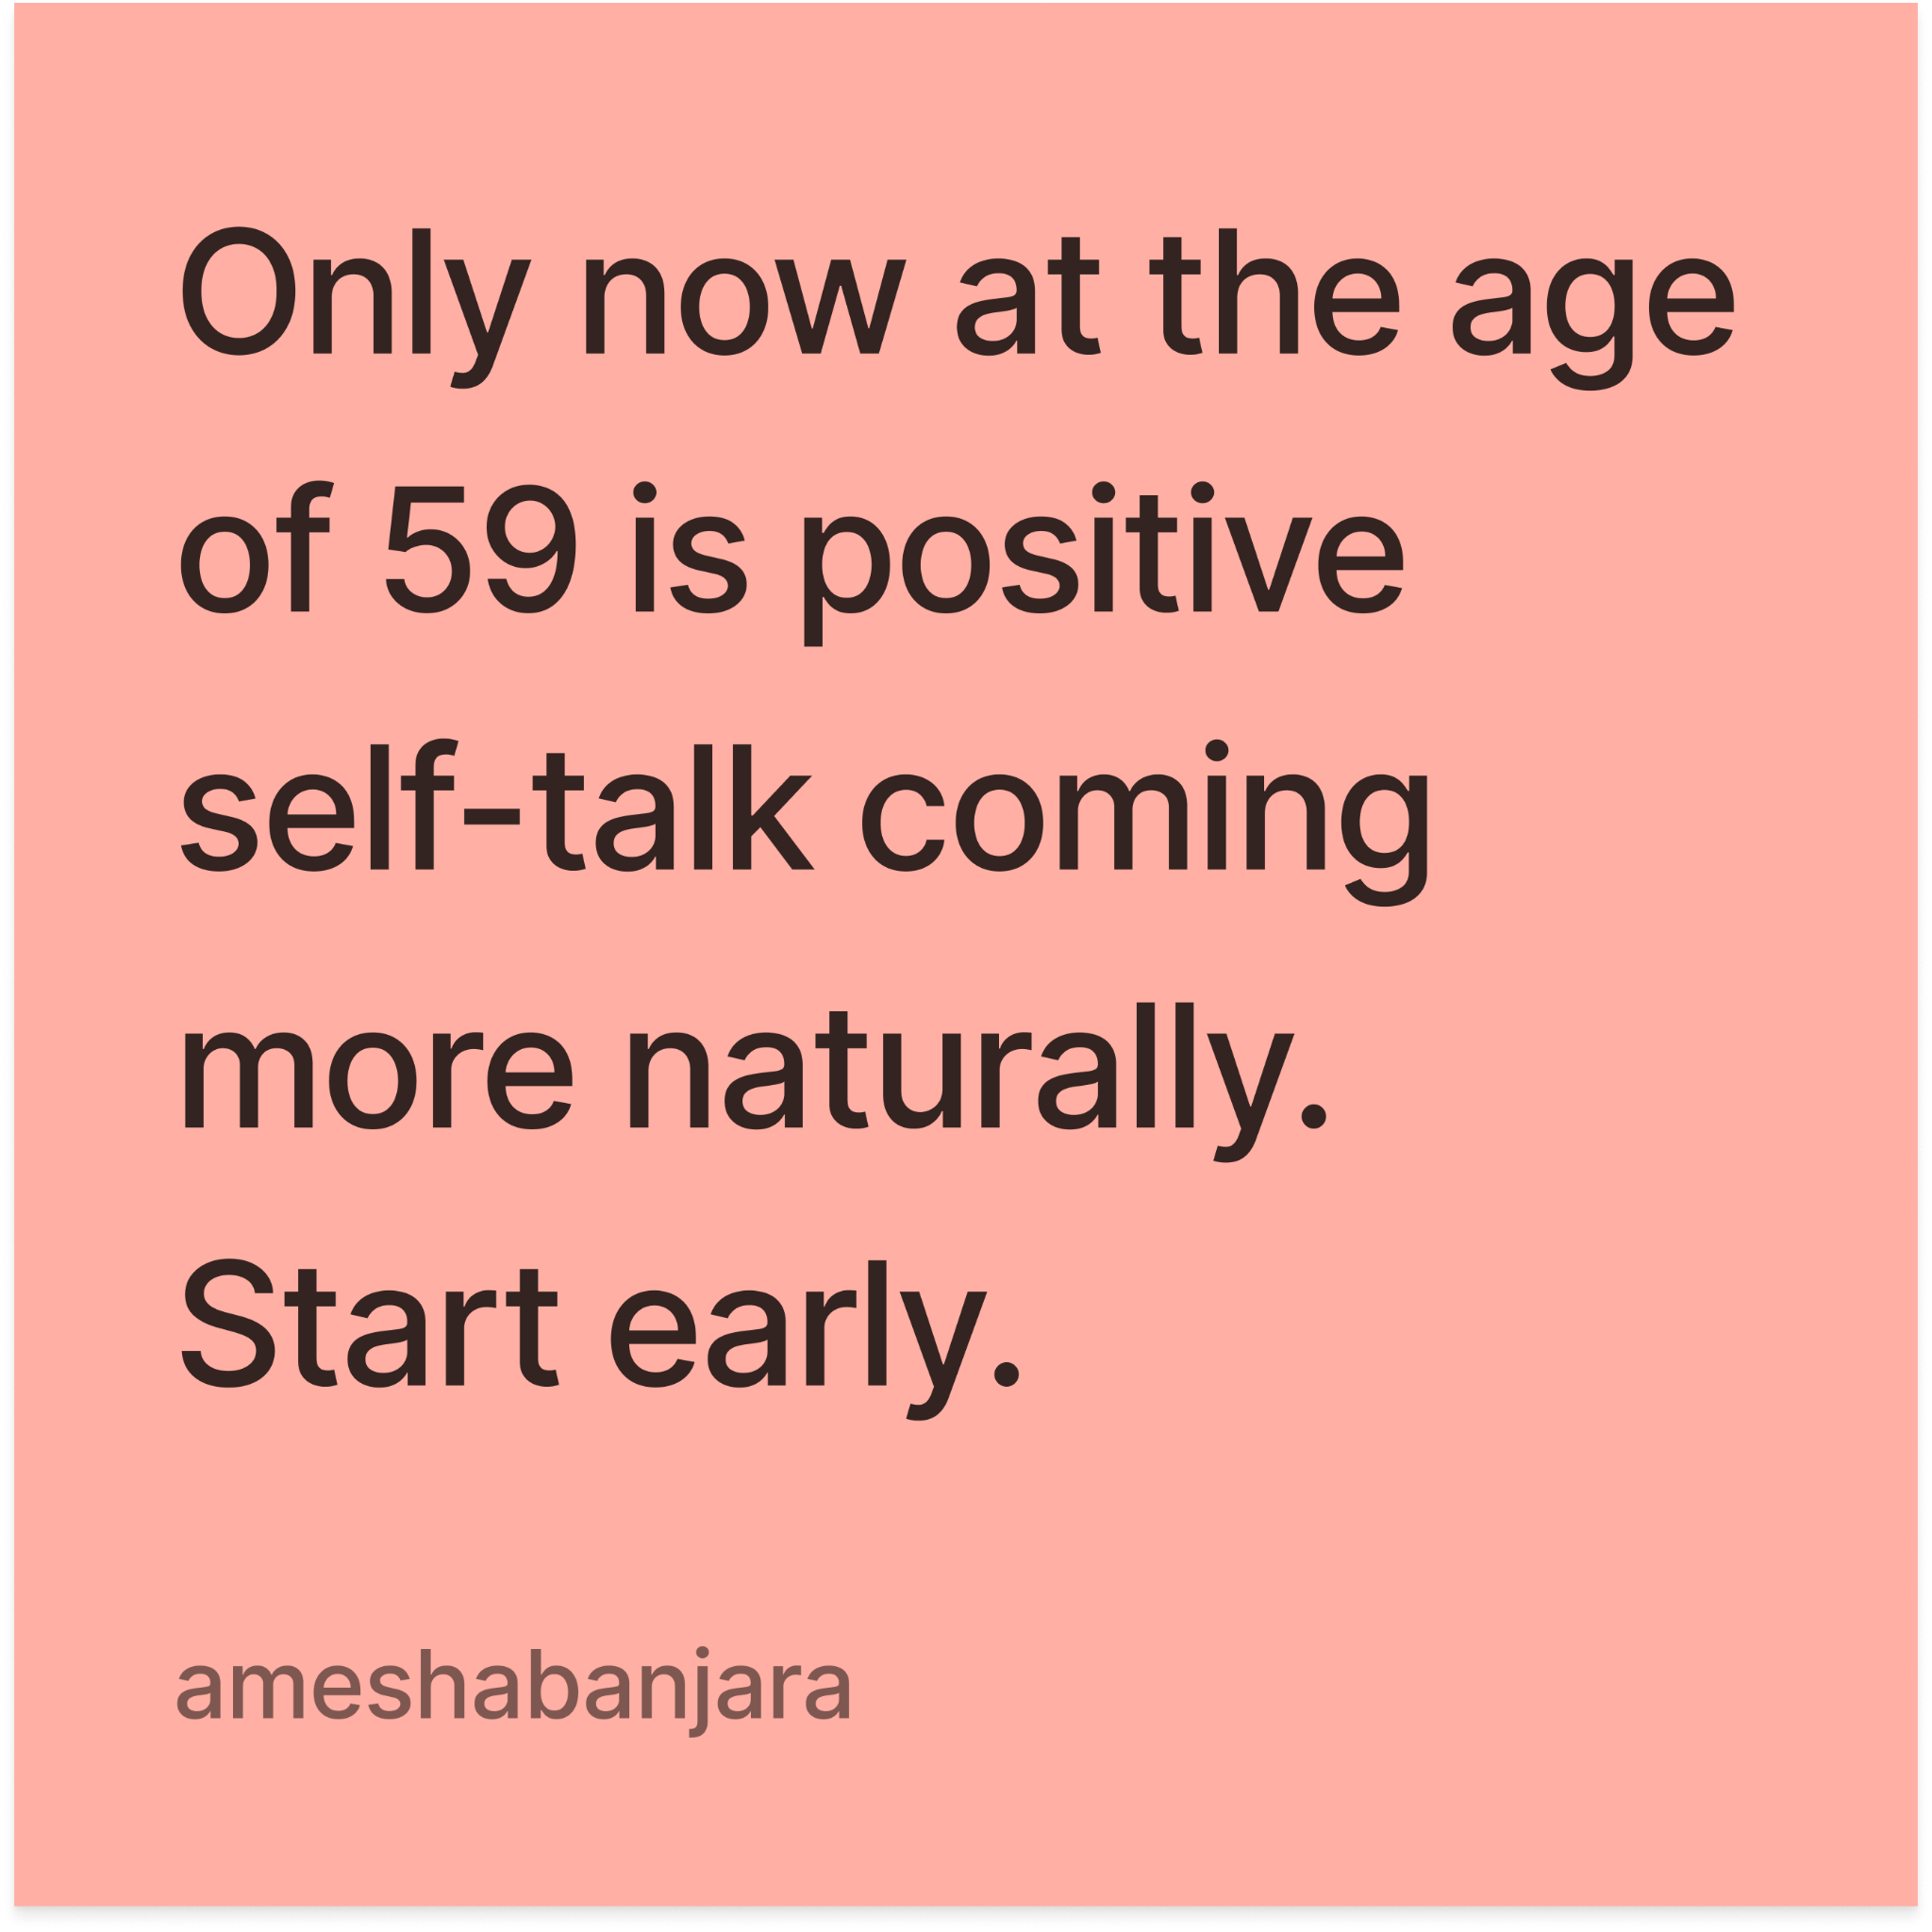 Only now at the age
of 59 is positive
self-talk coming
more naturally.
Start early.
ameshabanjara